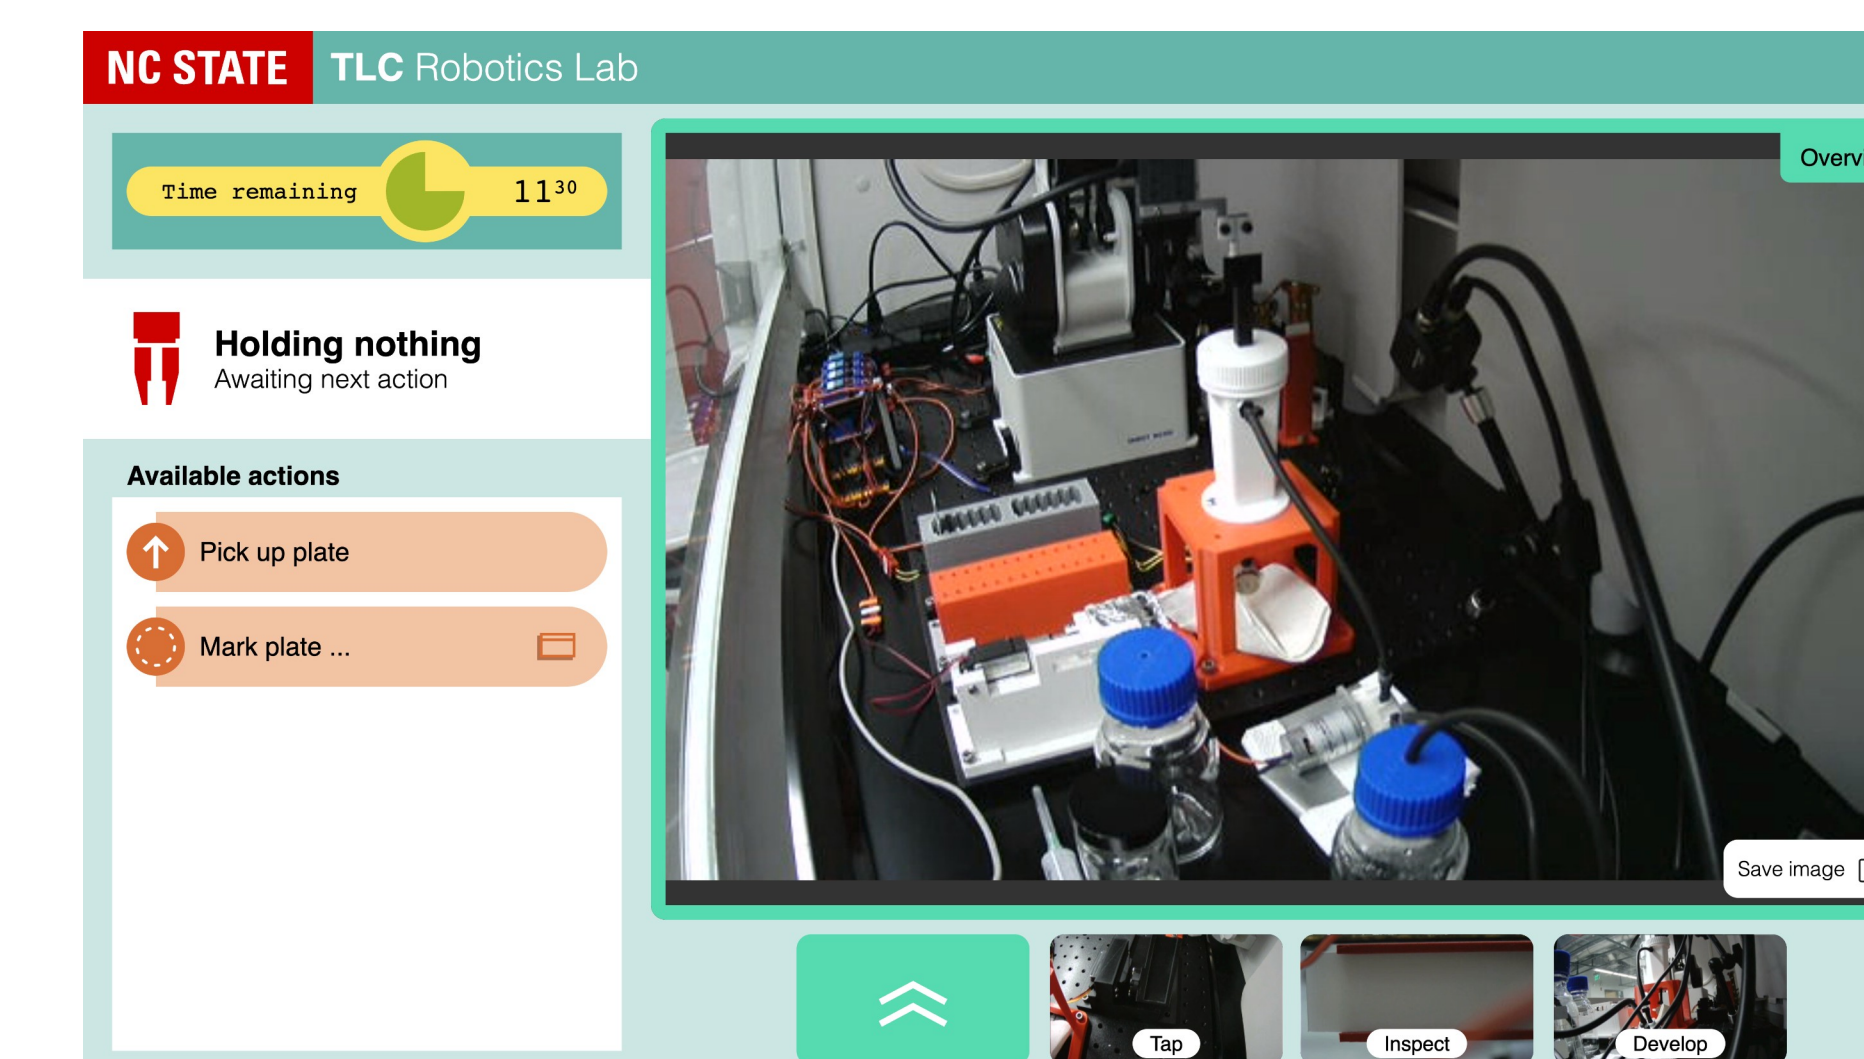 NC STATE TLC Robotics Lab
Time remaining 11 30
Overvi
Holding nothing
Awaiting next action
Available actions
Pick up plate
Mark plate ...
Save image
Tap
Inspect
Develop